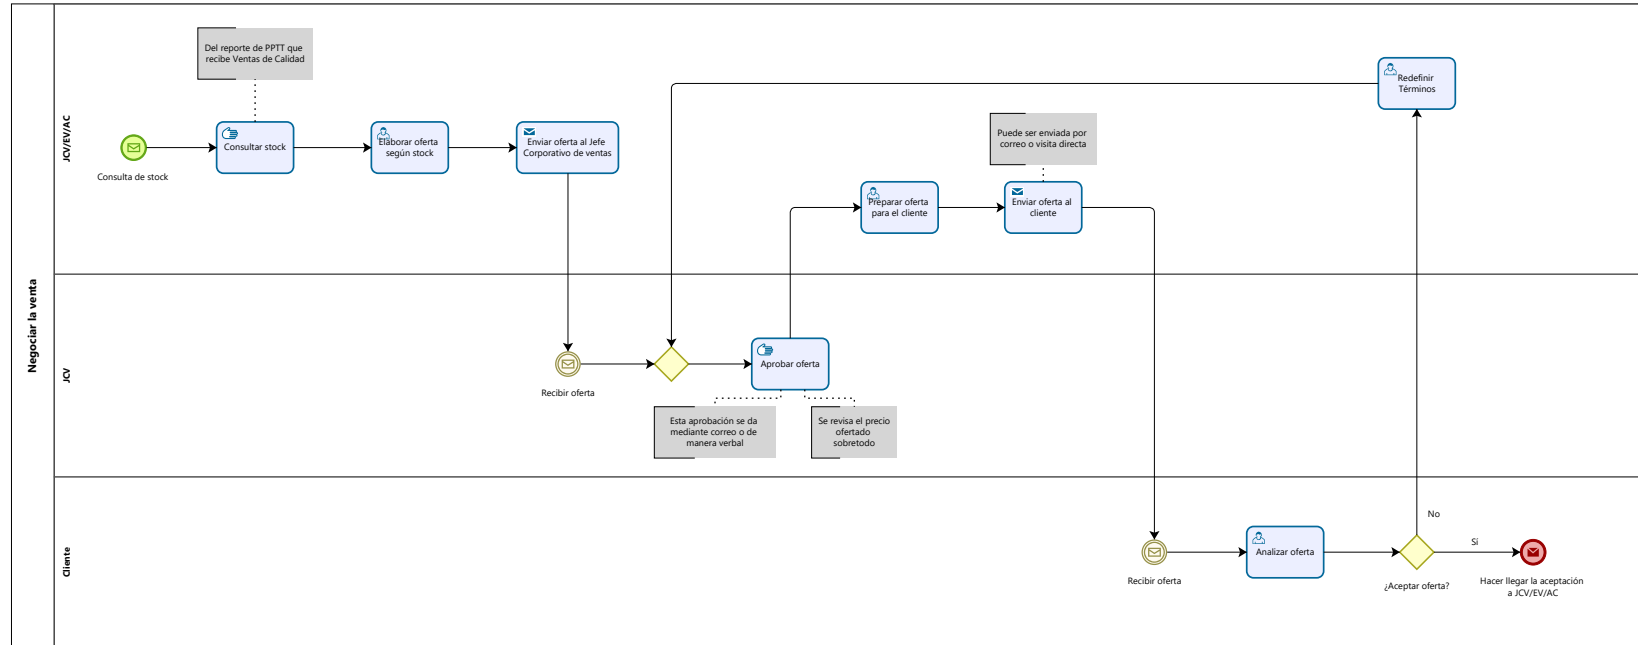 Negociar la venta
JCV/EV/AC
Del reporte de PPTT que
recibe Ventas de Calidad
Consulta de stock
Consultar stock
Elaborar oferta
según stock
Enviar oferta al Jefe
Corporativo de ventas
Preparar oferta
para el cliente
Puede ser enviada por
correo o visita directa
Enviar oferta al
cliente
Redefinir
Términos
JCV
Recibir oferta
Aprobar oferta
Esta aprobación se da
mediante correo o de
manera verbal
Se revisa el precio
ofertado
sobretodo
Cliente
Recibir oferta
Analizar oferta
¿Aceptar oferta?
No
Sí
Hacer llegar la aceptación
a JCV/EV/AC